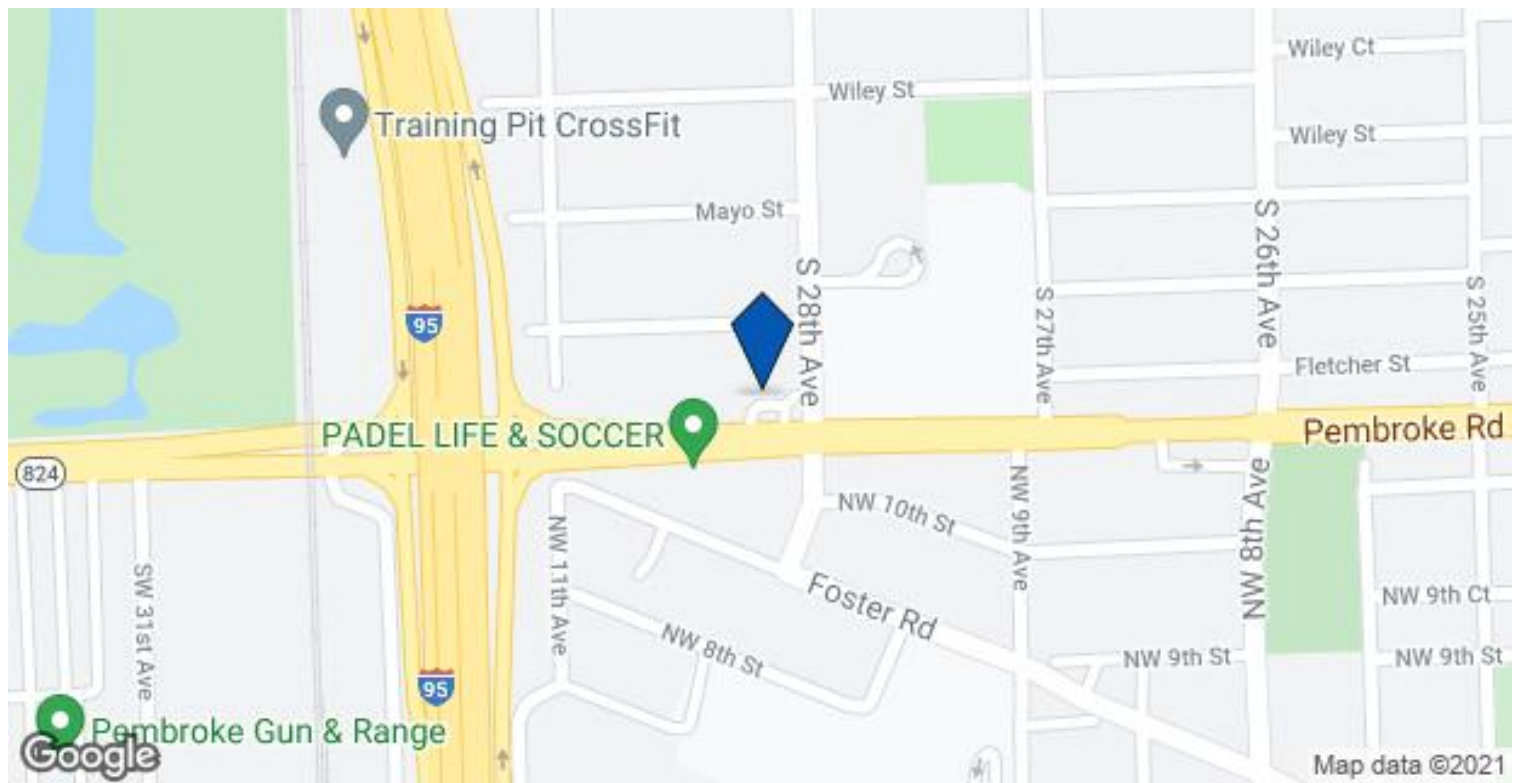 Wiley Ct
Wiley St
Training Pit CrossFit
Wiley St
Mayo St
S 26th Ave
S 28th Ave
S 27th Ave
S 25th Ave
95
Fletcher St
PADEL LIFE & SOCCER
Pembroke Rd
824
NW 10th St
NW 9th Ave
NW 8th Ave
NW 11th Ave
SW 31st Ave
Foster Rd
NW 9th Ct
NW 8th St
NW 9th St
NW 9th St
95
Pembroke Gun & Range
Google
Map data ©2021